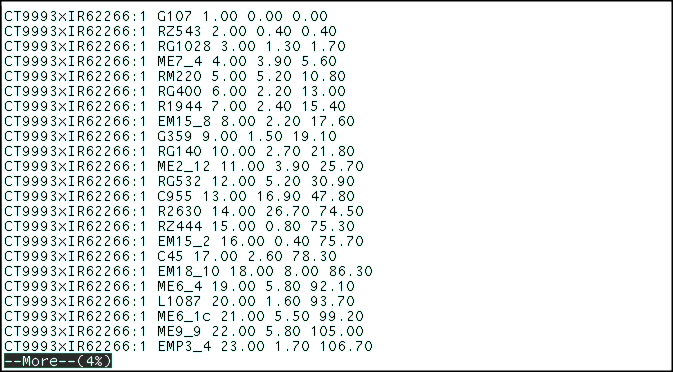 CT9993xIR62266:1 G107 1.00 0.00 0.00
CT9993xIR62266:1 RZ543 2.00 0.40 0.40
CT9993xIR62266:1 RG1028 3.00 1.30 1.70
CT9993xIR62266:1 ME7_4 4.00 3.90 5.60
CT9993xIR62266:1 RM220 5.00 5.20 10.80
CT9993xIR62266:1 RG400 6.00 2.20 13.00
CT9993xIR62266:1 R1944 7.00 2.40 15.40
CT9993xIR62266:1 EM15_8 8.00 2.20 17.60
CT9993xIR62266:1 G359 9.00 1.50 19.10
CT9993xIR62266:1 RG140 10.00 2.70 21.80
CT9993xIR62266:1 ME2_12 11.00 3.90 25.70
CT9993xIR62266:1 RG532 12.00 5.20 30.90
CT9993xIR62266:1 C955 13.00 16.90 47.80
CT9993xIR62266:1 R2630 14.00 26.70 74.50
CT9993xIR62266:1 RZ444 15.00 0.80 75.30
CT9993xIR62266:1 EM15_2 16.00 0.40 75.70
CT9993xIR62266:1 C45 17.00 2.60 78.30
CT9993xIR62266:1 EM18_10 18.00 8.00 86.30
CT9993xIR62266:1 ME6_4 19.00 5.80 92.10
CT9993xIR62266:1 L1087 20.00 1.60 93.70
CT9993xIR62266:1 ME6_1c 21.00 5.50 99.20
CT9993xIR62266:1 ME9_9 22.00 5.80 105.00
CT9993xIR62266:1 EMP3_4 23.00 1.70 106.70
--More--(4%)